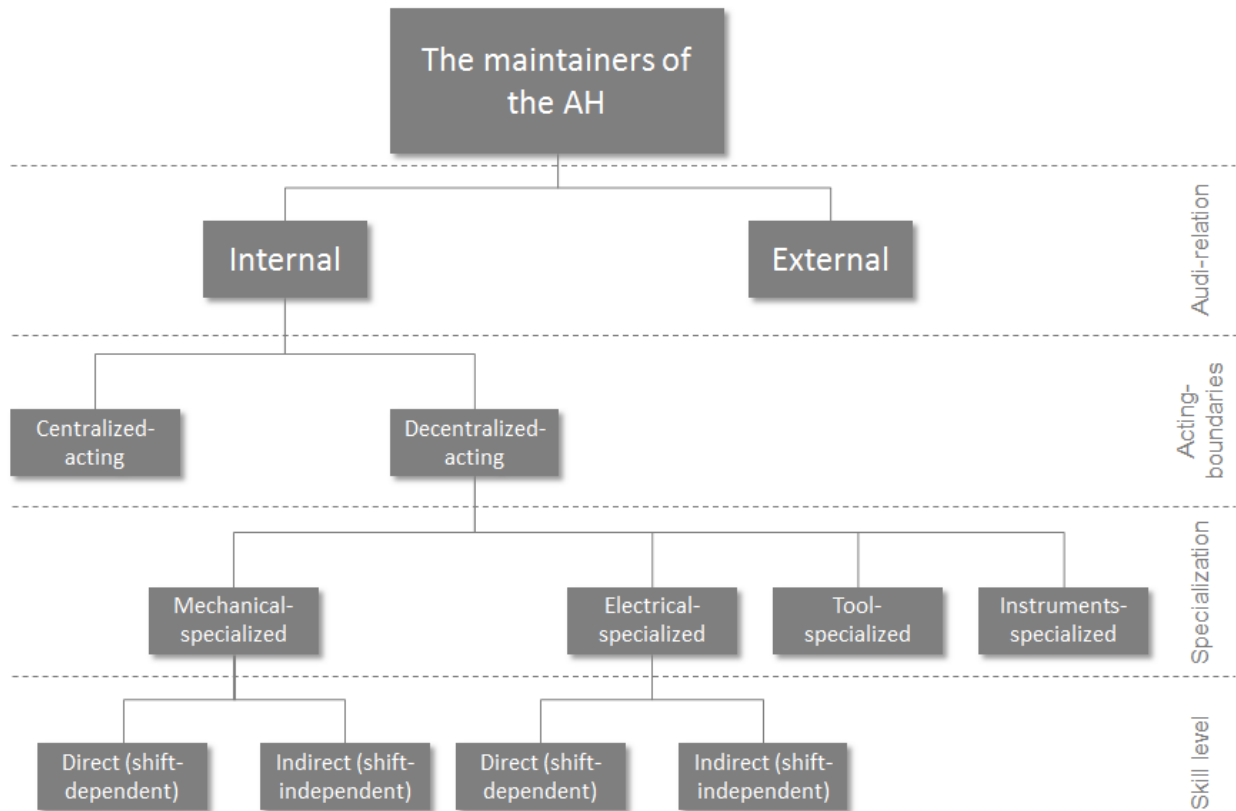 The maintainers of
the AH
Audi-relation
Internal
External
Acting-
boundaries
Centralized-
acting
Decentralized-
acting
Specialization
Mechanical-
specialized
Electrical-
specialized
Tool-
specialized
Instruments-
specialized
Skill level
Direct (shift-
dependent)
Indirect (shift-
independent)
Direct (shift-
dependent)
Indirect (shift-
independent)